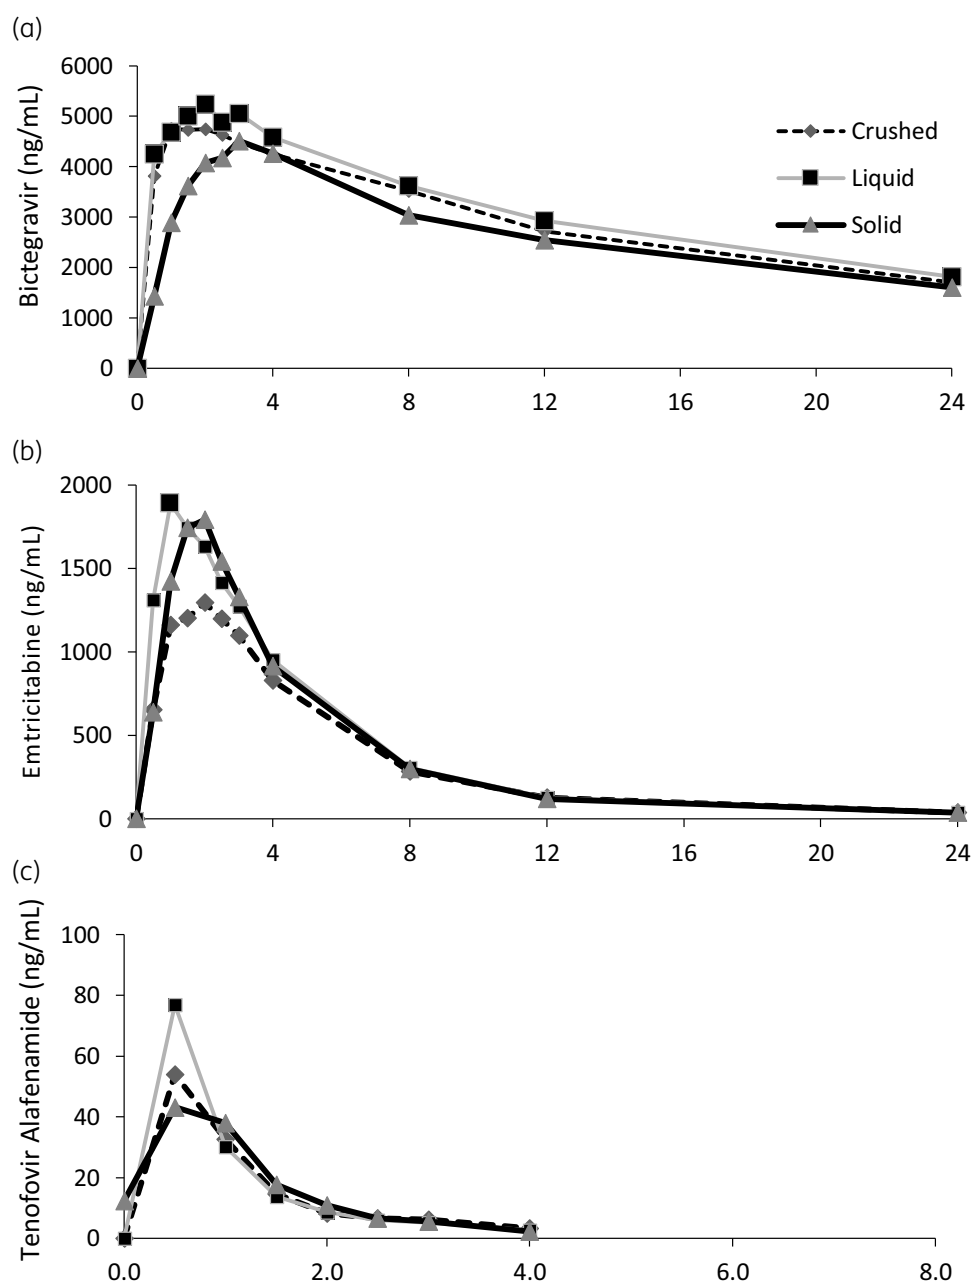 (a)
6000
5000
4000
3000
2000
1000
0
Bictegravir (ng/mL)
Crushed
Liquid
Solid
0 4 8 12 16 20 24
(b)
2000
1500
1000
500
0
Emtricitabine (ng/mL)
0 4 8 12 16 20 24
(c)
100
80
60
40
20
0
Tenofovir Alafenamide (ng/mL)
0.0 2.0 4.0 6.0 8.0